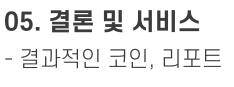 05. 결론 및 서비스
- 결과적인 코인, 리포트